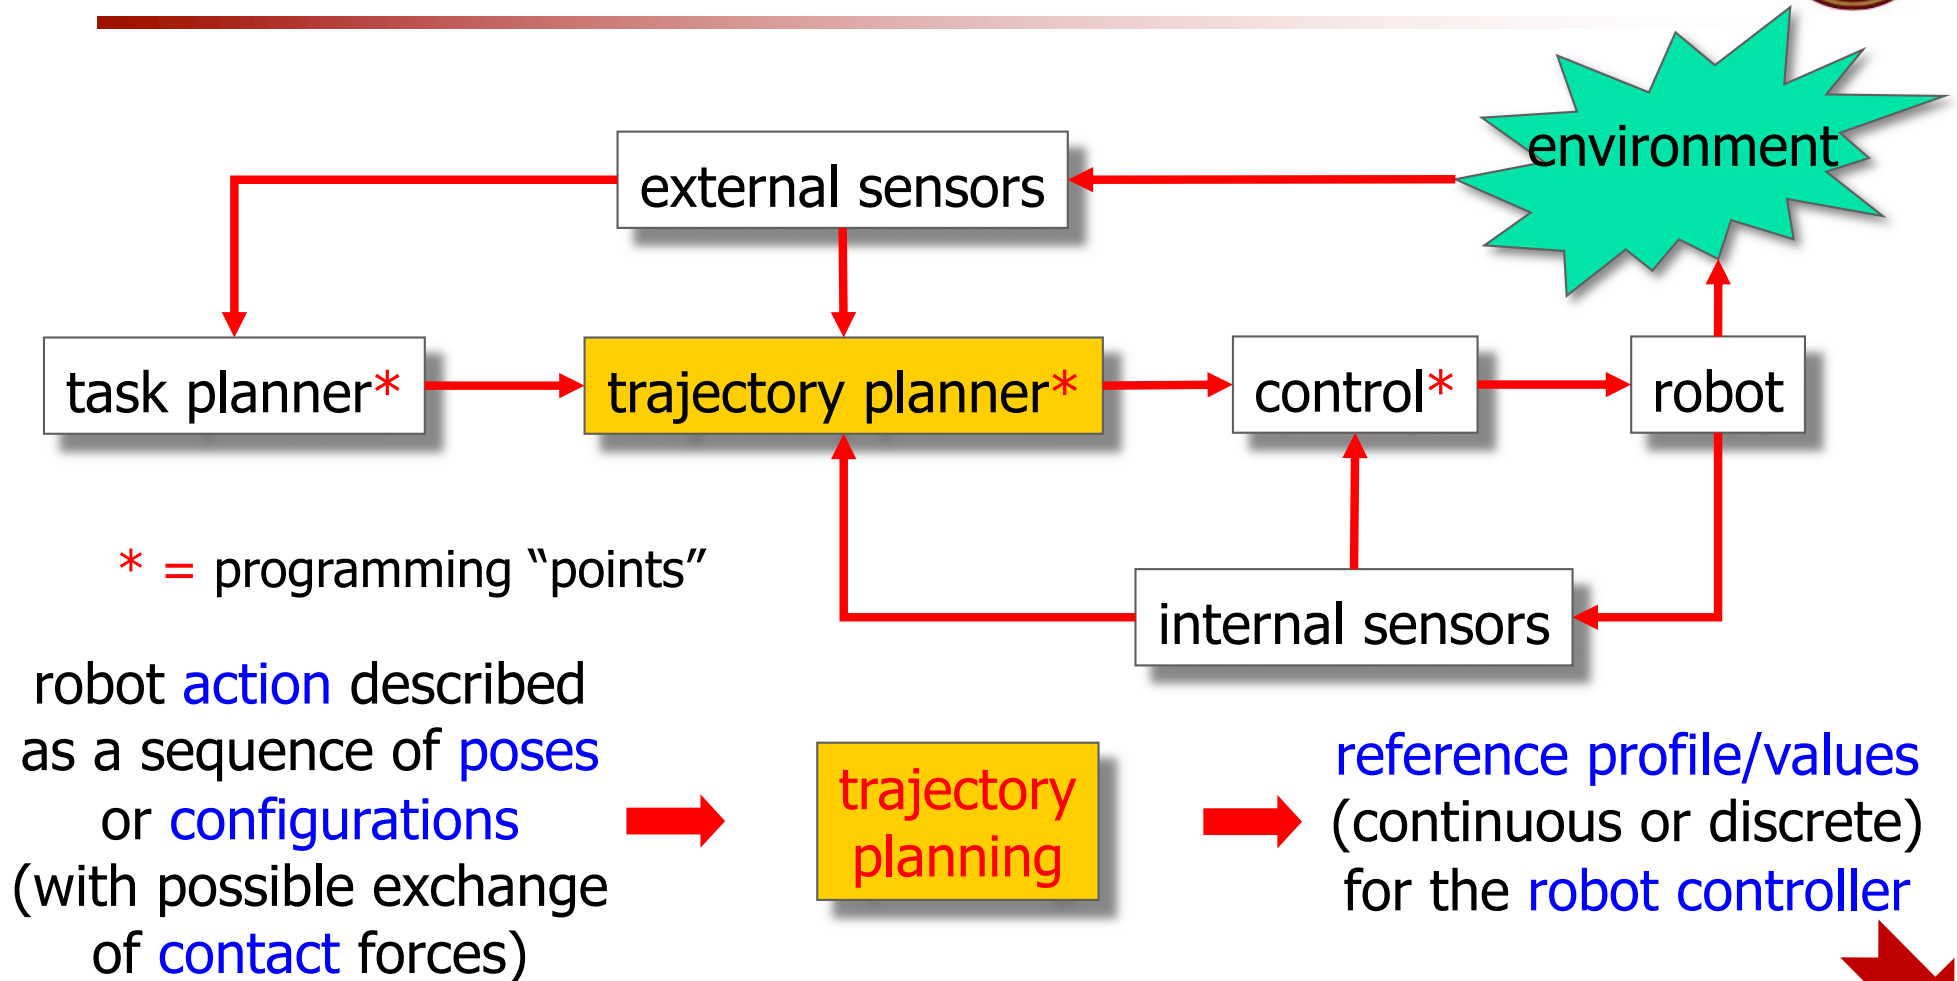 environment
external sensors
task planner*
trajectory planner*
control*
robot
* = programming “points”
internal sensors
robot action described
as a sequence of poses
or configurations
(with possible exchange
of contact forces)
trajectory
planning
reference profile/values
(continuous or discrete)
for the robot controller